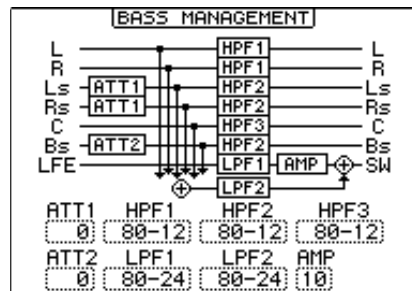 BASS MANAGEMENT
L HPF1 L
R HPF1 R
Ls ATT1 HPF2 Ls
Rs ATT1 HPF2 Rs
C HPF3 C
Bs ATT2 HPF2 Bs
LFE LPF1 AMP SW
LPF2
ATT1 HPF1 HPF2 HPF3
0 80-12 80-12 80-12
ATT2 LPF1 LPF2 AMP
0 80-24 80-24 10